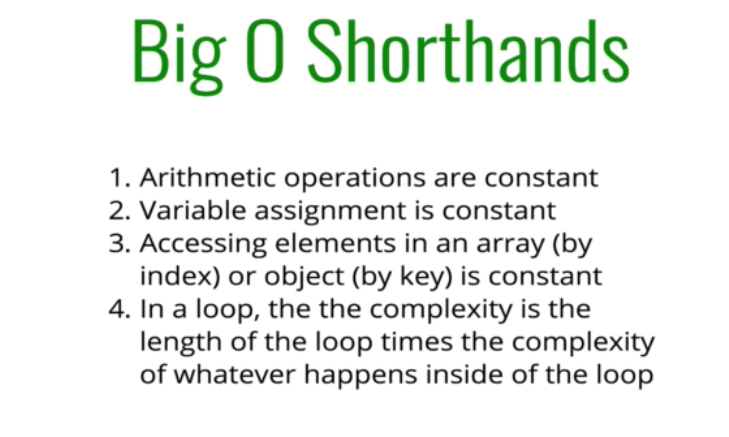 Big O Shorthands
1. Arithmetic operations are constant
2. Variable assignment is constant
3. Accessing elements in an array (by
index) or object (by key) is constant
4. In a loop, the the complexity is the
length of the loop times the complexity
of whatever happens inside of the loop